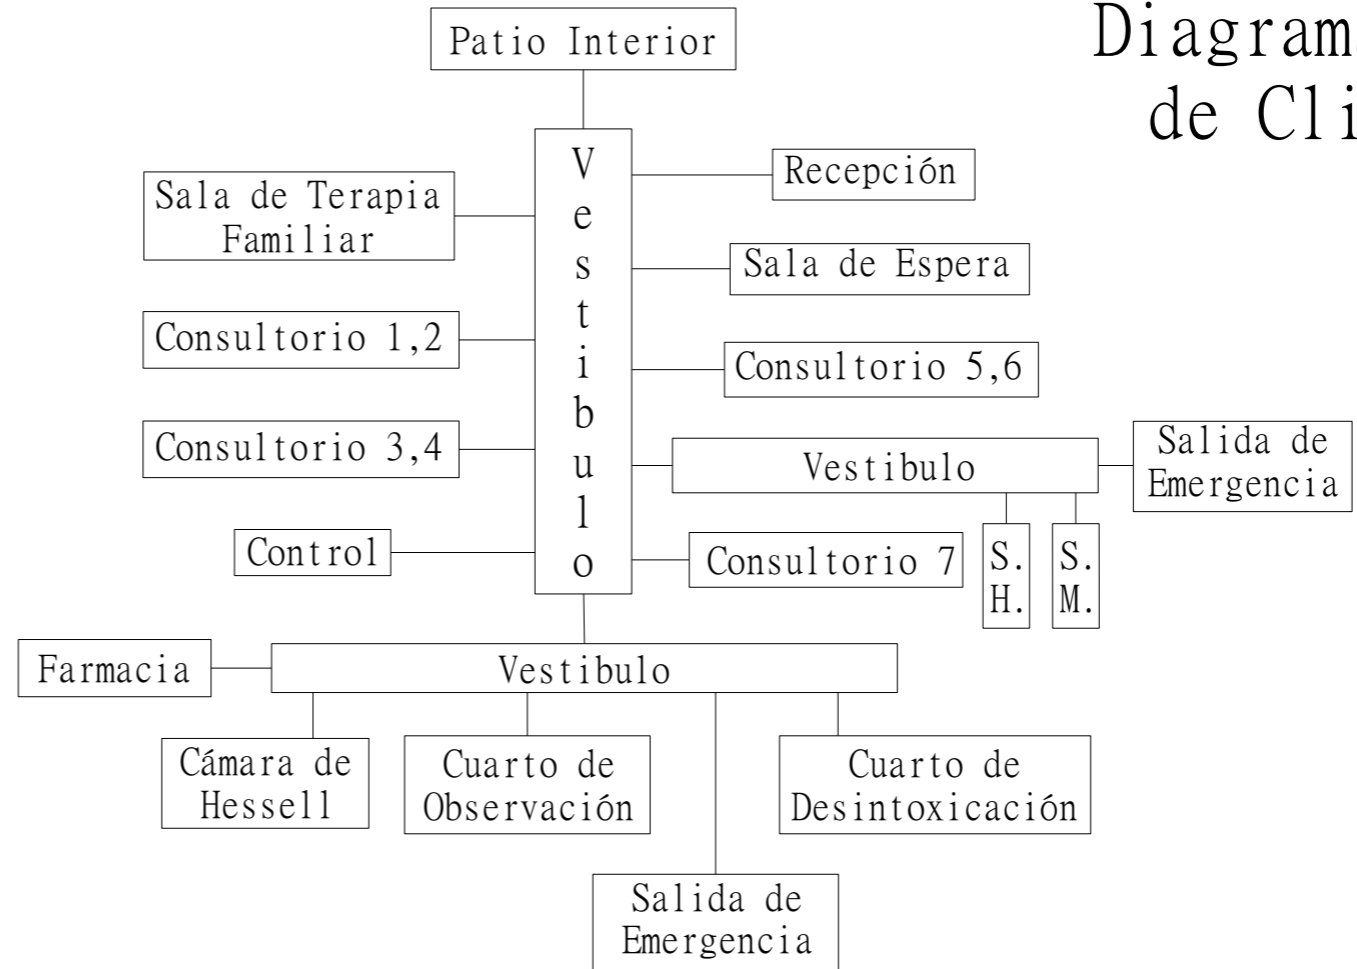 Patio Interior
de Cli
Vestibulo
Recepción
Sala de Terapia
Familiar
Sala de Espera
Consultorio 1,2
Consultorio 5,6
Consultorio 3,4
Vestibulo
Salida de
Emergencia
Control
Consultorio 7
S.
H.
S.
M.
Farmacia
Vestibulo
Cámara de
Hessell
Cuarto de
Observación
Cuarto de
Desintoxicación
Salida de
Emergencia